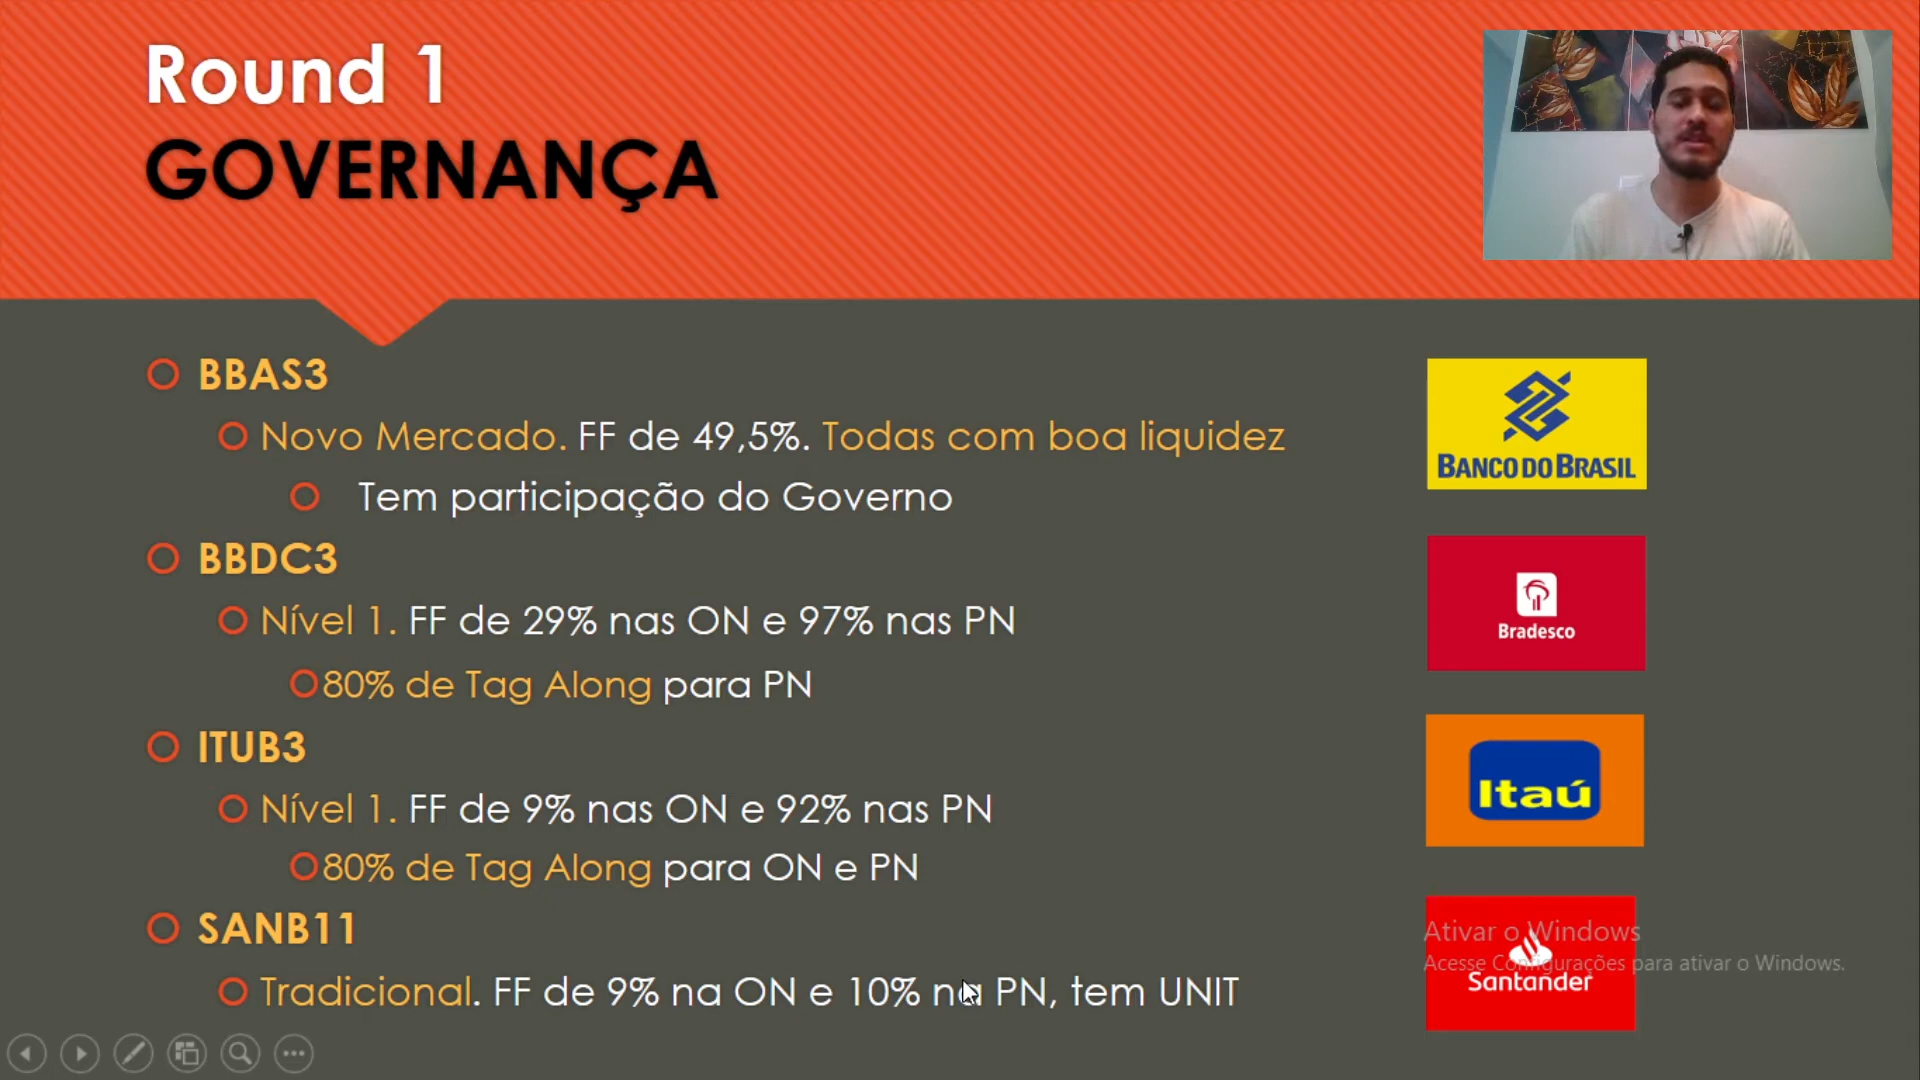 Round 1
GOVERNANÇA
BBAS3
Novo Mercado. FF de 49,5%. Todas com boa liquidez
Tem participação do Governo
BANCO DO BRASIL
BBDC3
Nível 1. FF de 29% nas ON e 97% nas PN
80% de Tag Along para PN
Bradesco
ITUB3
Nível 1. FF de 9% nas ON e 92% nas PN
80% de Tag Along para ON e PN
Itaú
SANB11
Tradicional. FF de 9% na ON e 10% na PN, tem UNIT
Ativar o Windows
Acesse Configurações para ativar o Windows.
Santander